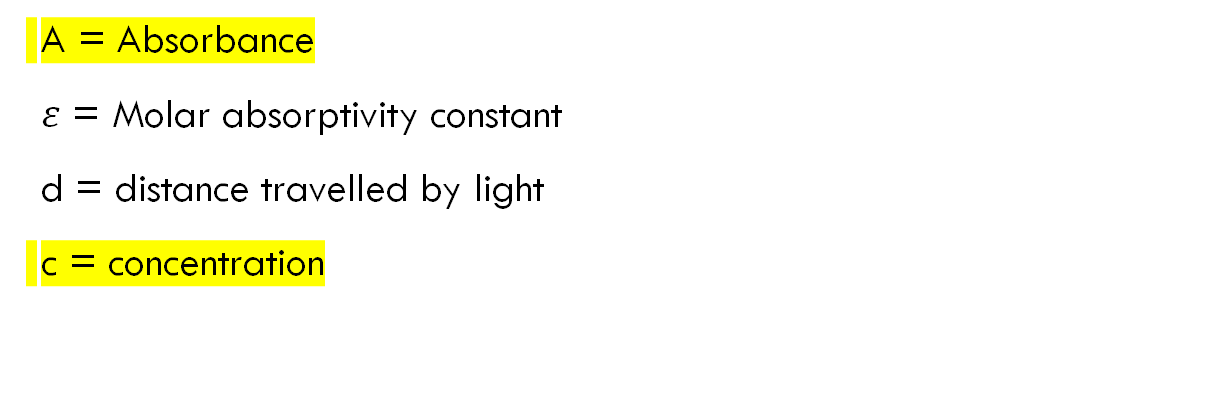 A = Absorbance
ε = Molar absorptivity constant
d = distance travelled by light
c = concentration